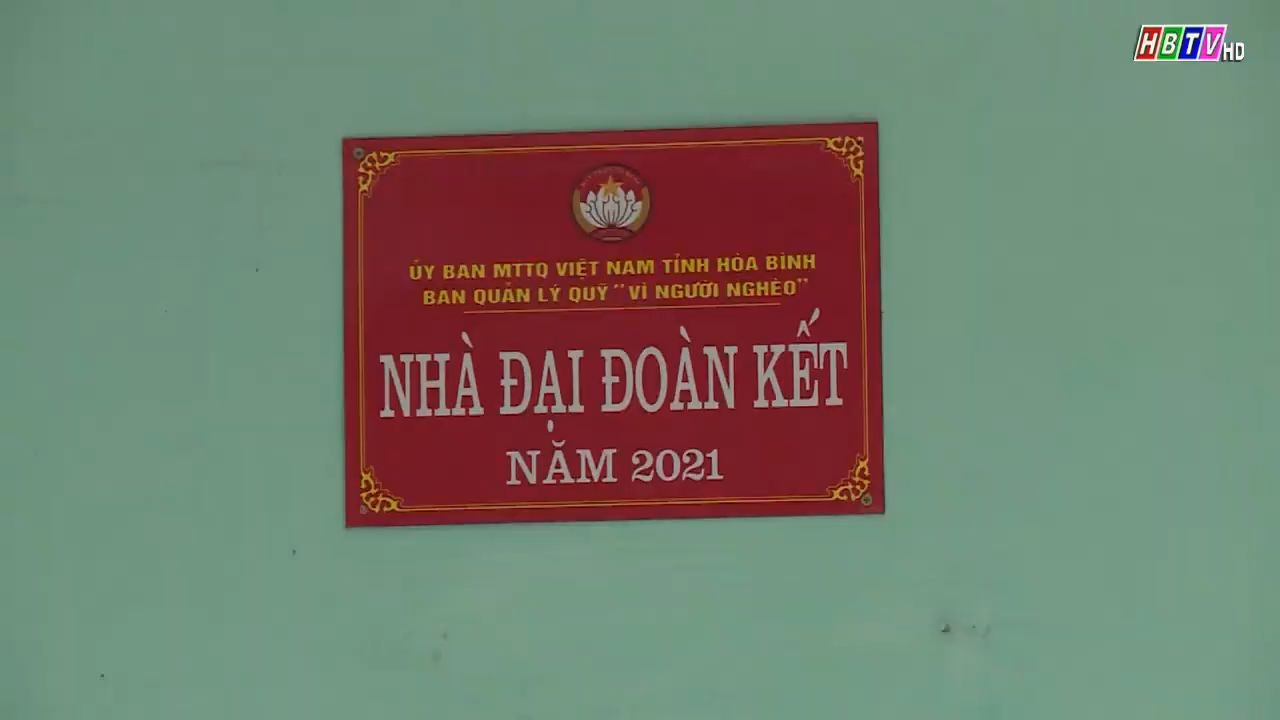 HBTV HD
ỦY BAN MTTQ VIỆT NAM TỈNH HÒA BÌNH
BAN QUẢN LÝ QUỸ "VÌ NGƯỜI NGHÈO"
NHÀ ĐẠI ĐOÀN KẾT
NĂM 2021